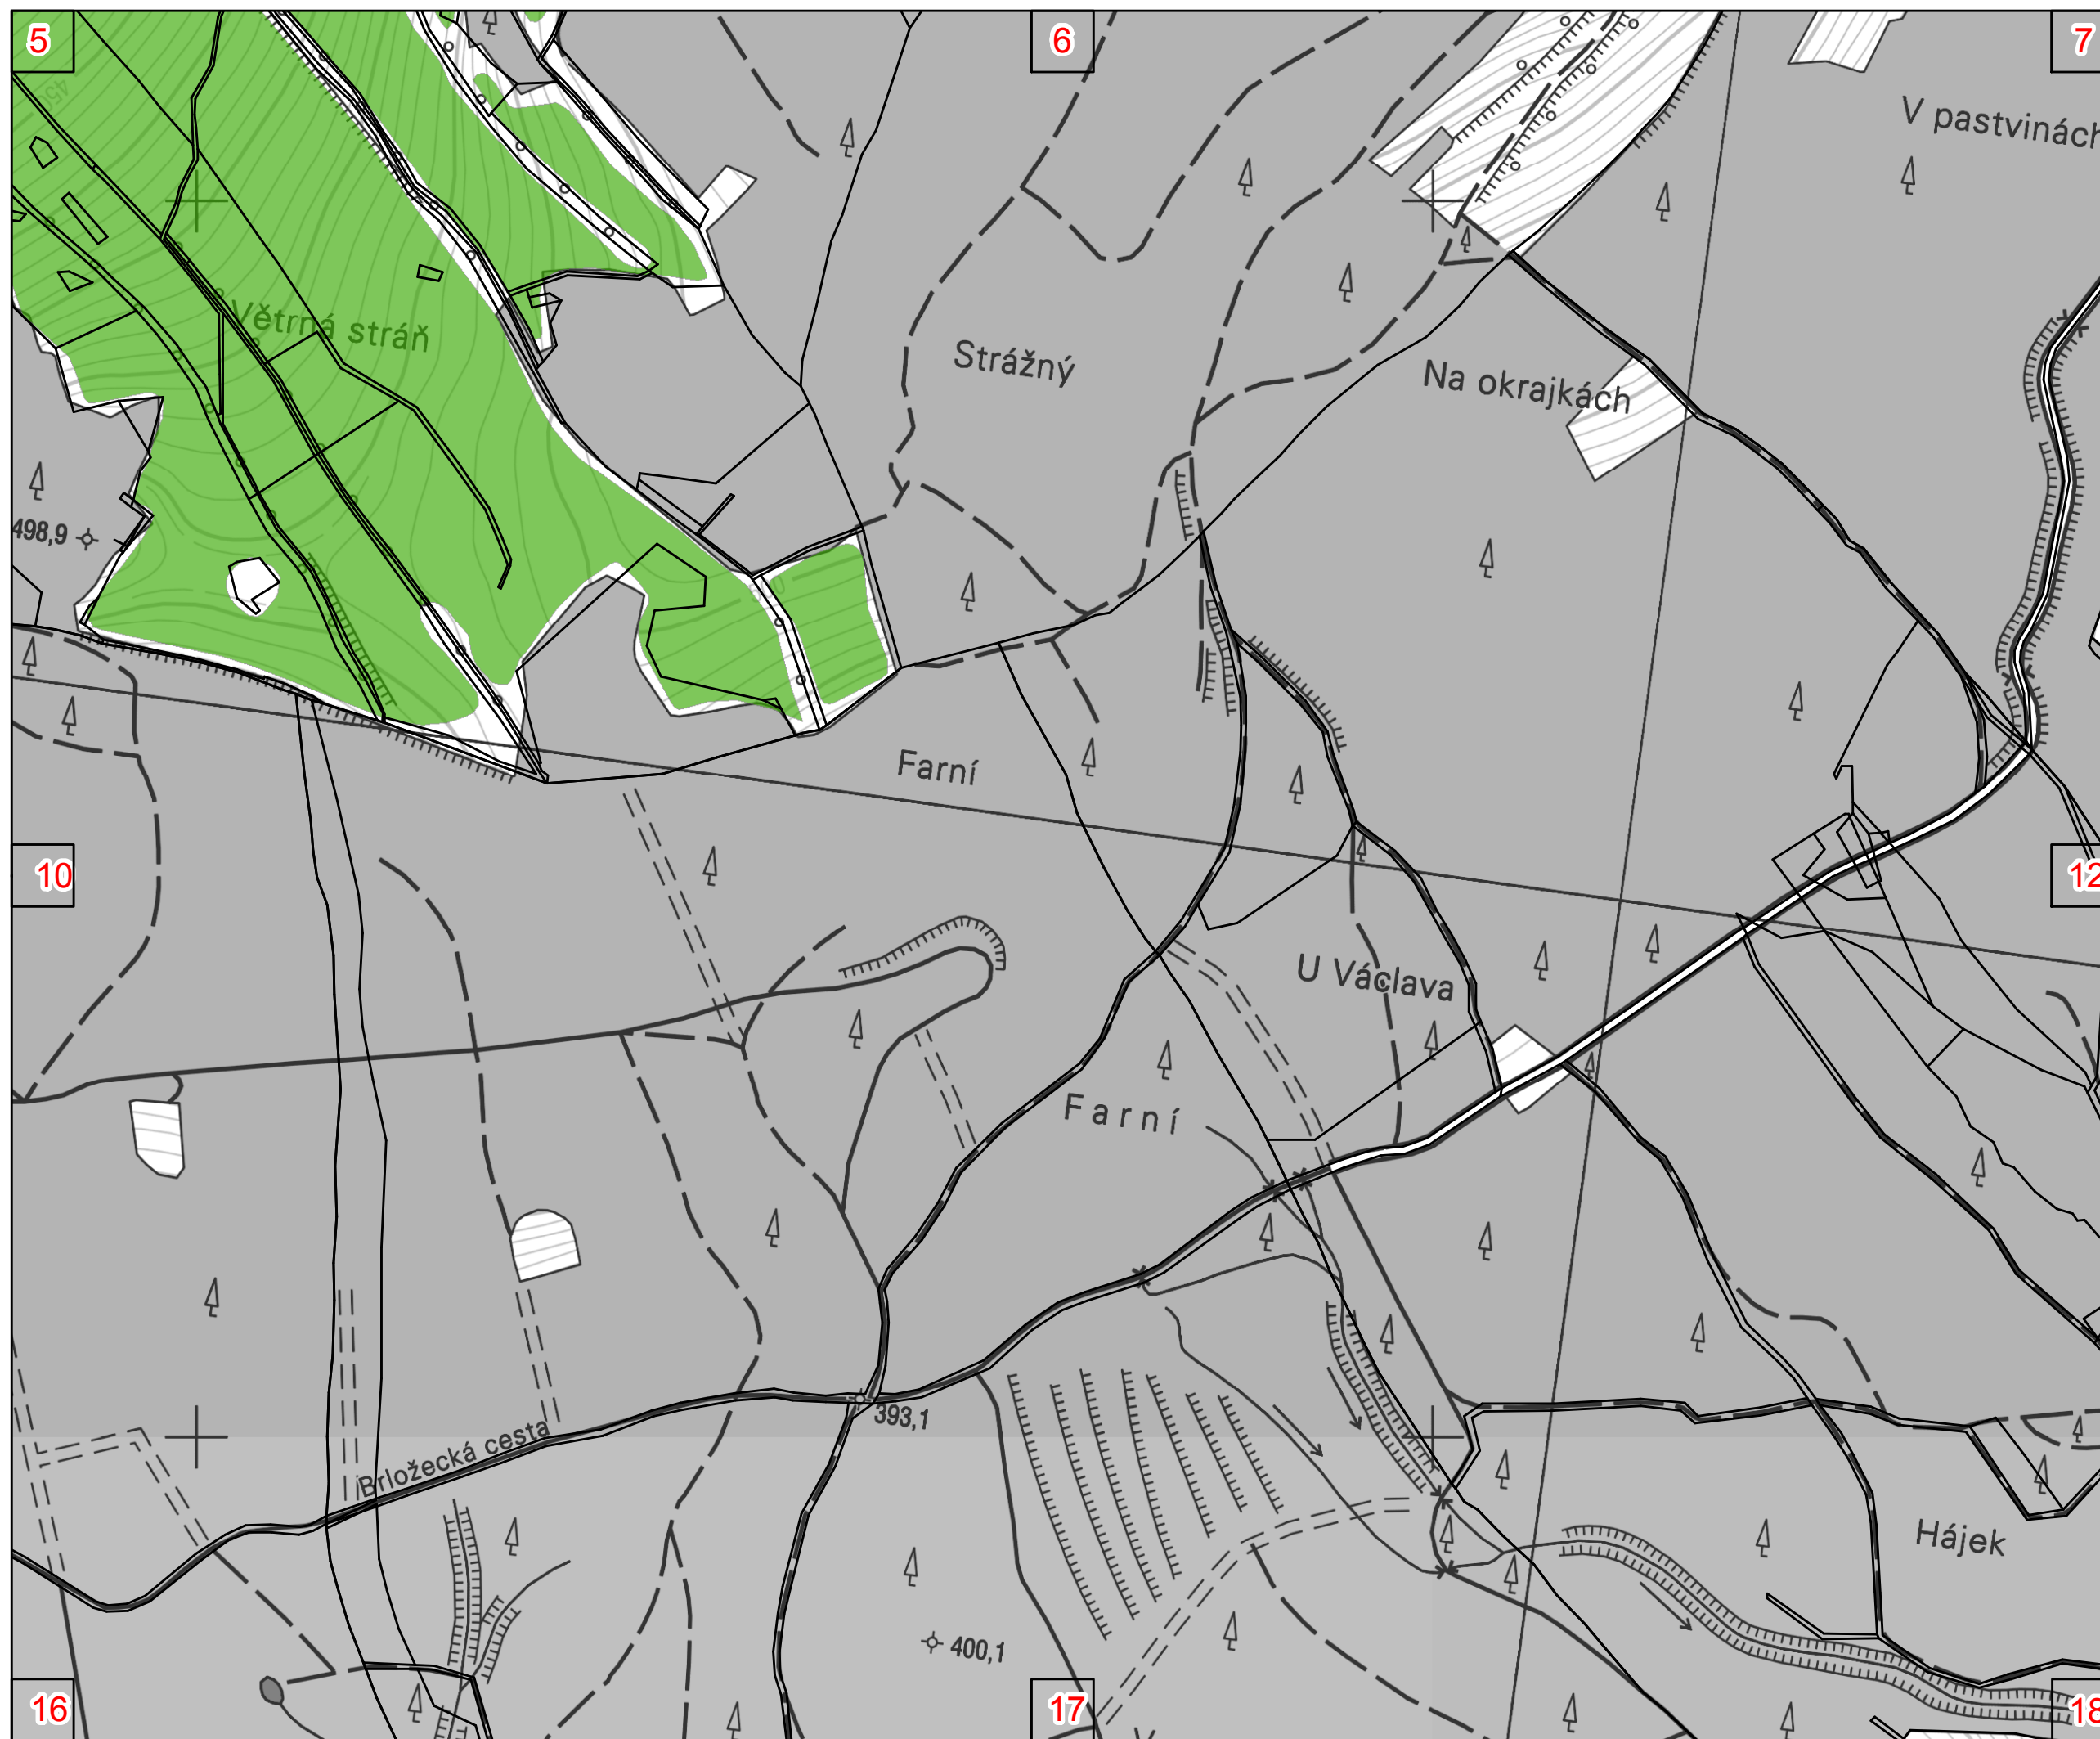 5
6
7
450
V pastvinách
Větrná stráň
Strážný
Na okrajkách
498,9
Farní
10
12
U Václava
Farní
393,1
Brložecká cesta
Hájek
400,1
16
17
18